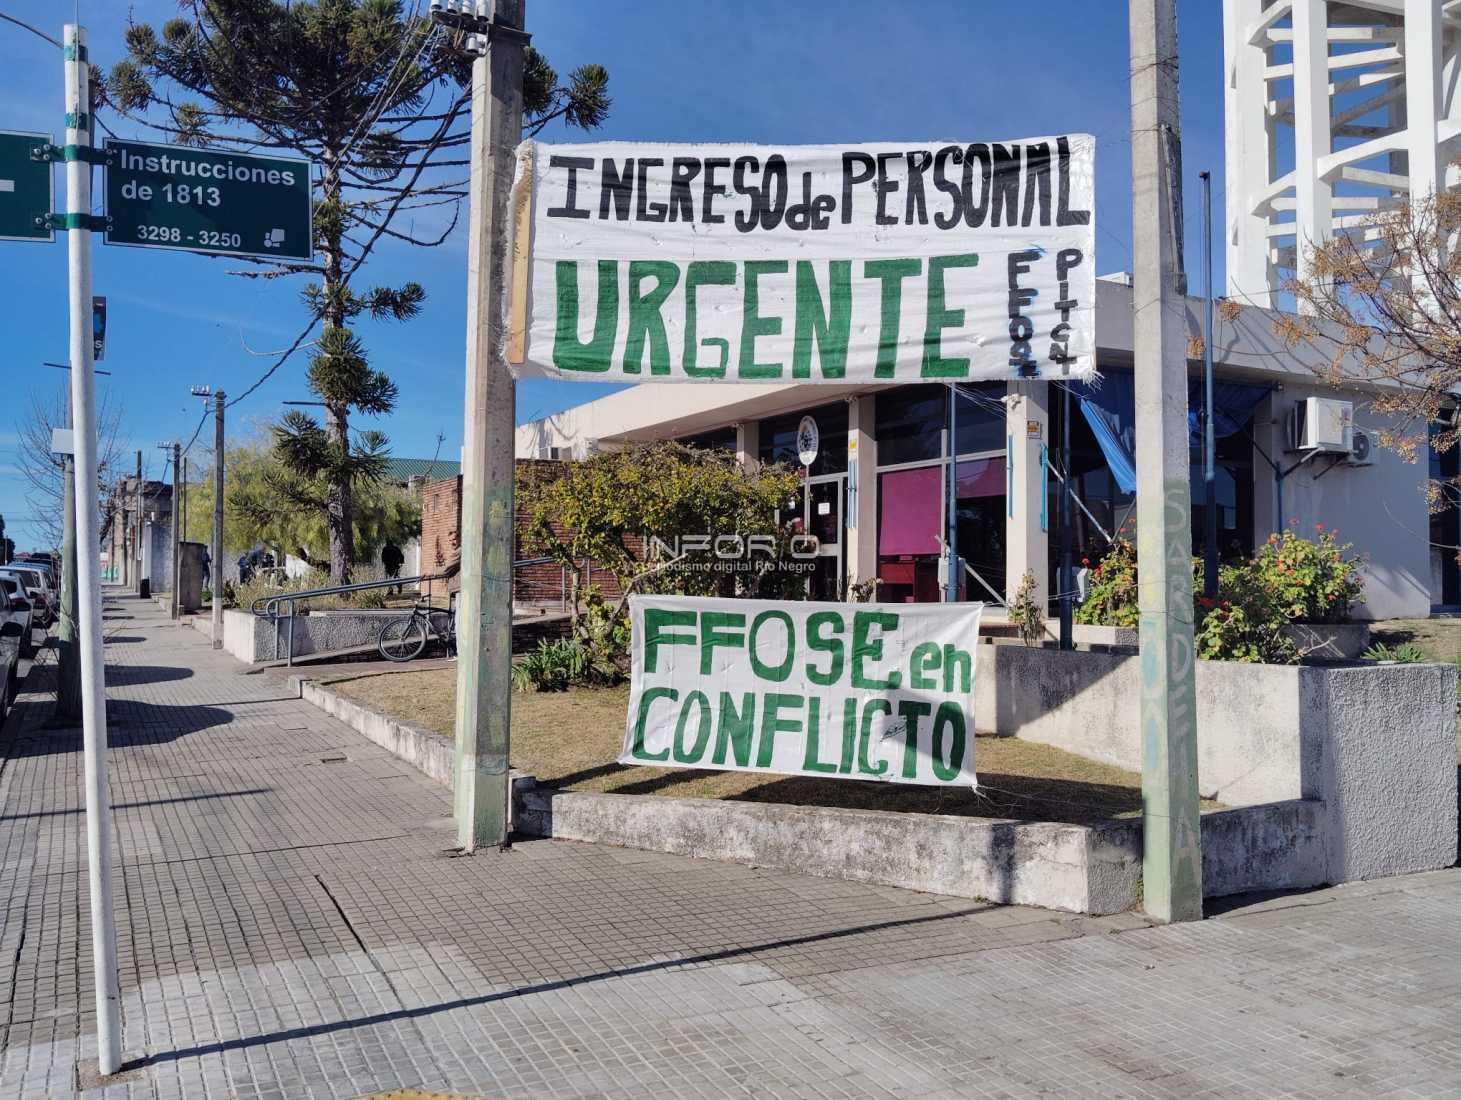 Instrucciones
de 1813
3298 - 3250
INGRESO de PERSONAL
URGENTE
FFOSE
PIT CNT
INFOR O
periodismo digital Río Negro
FFOSE en
CONFLICTO